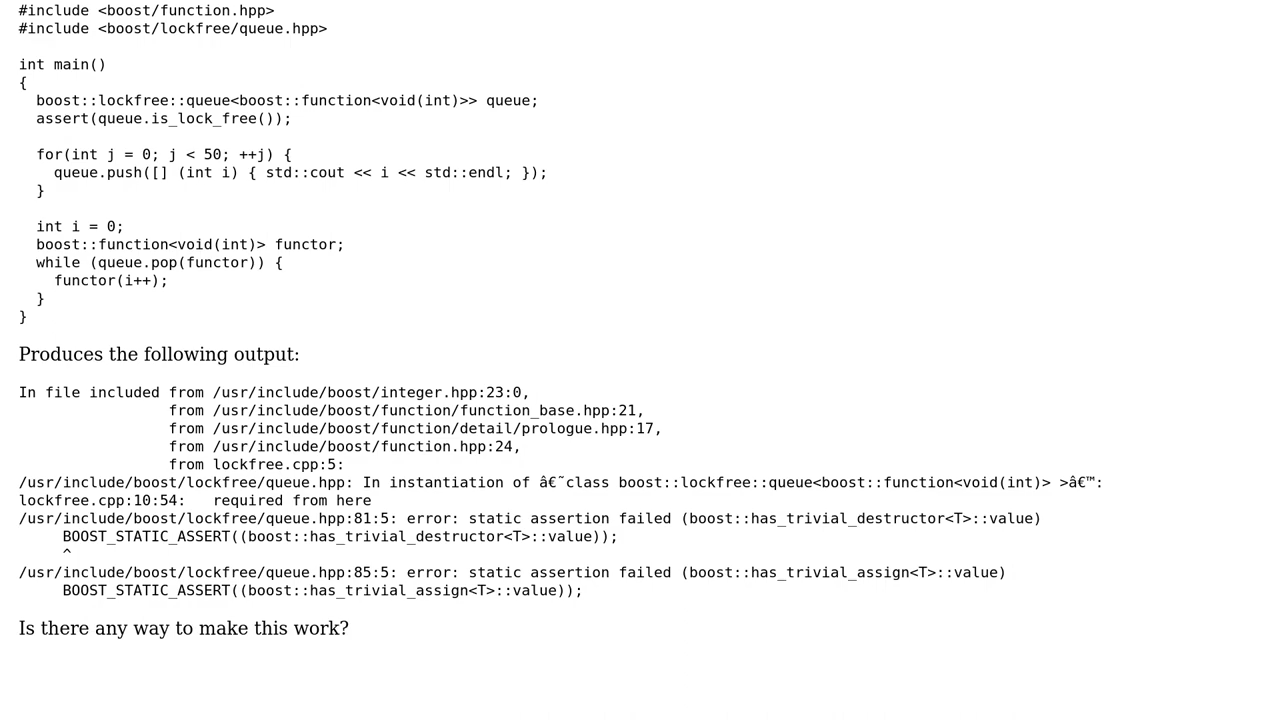 #include <boost/function.hpp>
#include <boost/lockfree/queue.hpp>

int main()
{
  boost::lockfree::queue<boost::function<void(int)>> queue;
  assert(queue.is_lock_free());

  for(int j = 0; j < 50; ++j) {
    queue.push([] (int i) { std::cout << i << std::endl; });
  }

  int i = 0;
  boost::function<void(int)> functor;
  while (queue.pop(functor)) {
    functor(i++);
  }
}
Produces the following output:
In file included from /usr/include/boost/integer.hpp:23:0,
                 from /usr/include/boost/function/function_base.hpp:21,
                 from /usr/include/boost/function/detail/prologue.hpp:17,
                 from /usr/include/boost/function.hpp:24,
                 from lockfree.cpp:5:
/usr/include/boost/lockfree/queue.hpp: In instantiation of â€˜class boost::lockfree::queue<boost::function<void(int)> >â€™:
lockfree.cpp:10:54:   required from here
/usr/include/boost/lockfree/queue.hpp:81:5: error: static assertion failed (boost::has_trivial_destructor<T>::value)
     BOOST_STATIC_ASSERT((boost::has_trivial_destructor<T>::value));
     ^
/usr/include/boost/lockfree/queue.hpp:85:5: error: static assertion failed (boost::has_trivial_assign<T>::value)
     BOOST_STATIC_ASSERT((boost::has_trivial_assign<T>::value));
Is there any way to make this work?